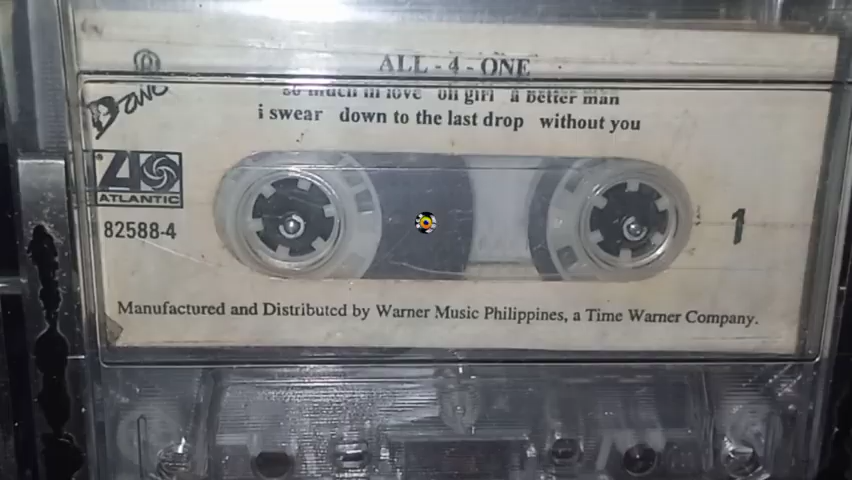 ALL - 4 - ONE
so much in love oh girl a better man
i swear down to the last drop without you
ATLANTIC
82588-4
1
Manufactured and Distributed by Warner Music Philippines, a Time Warner Company.